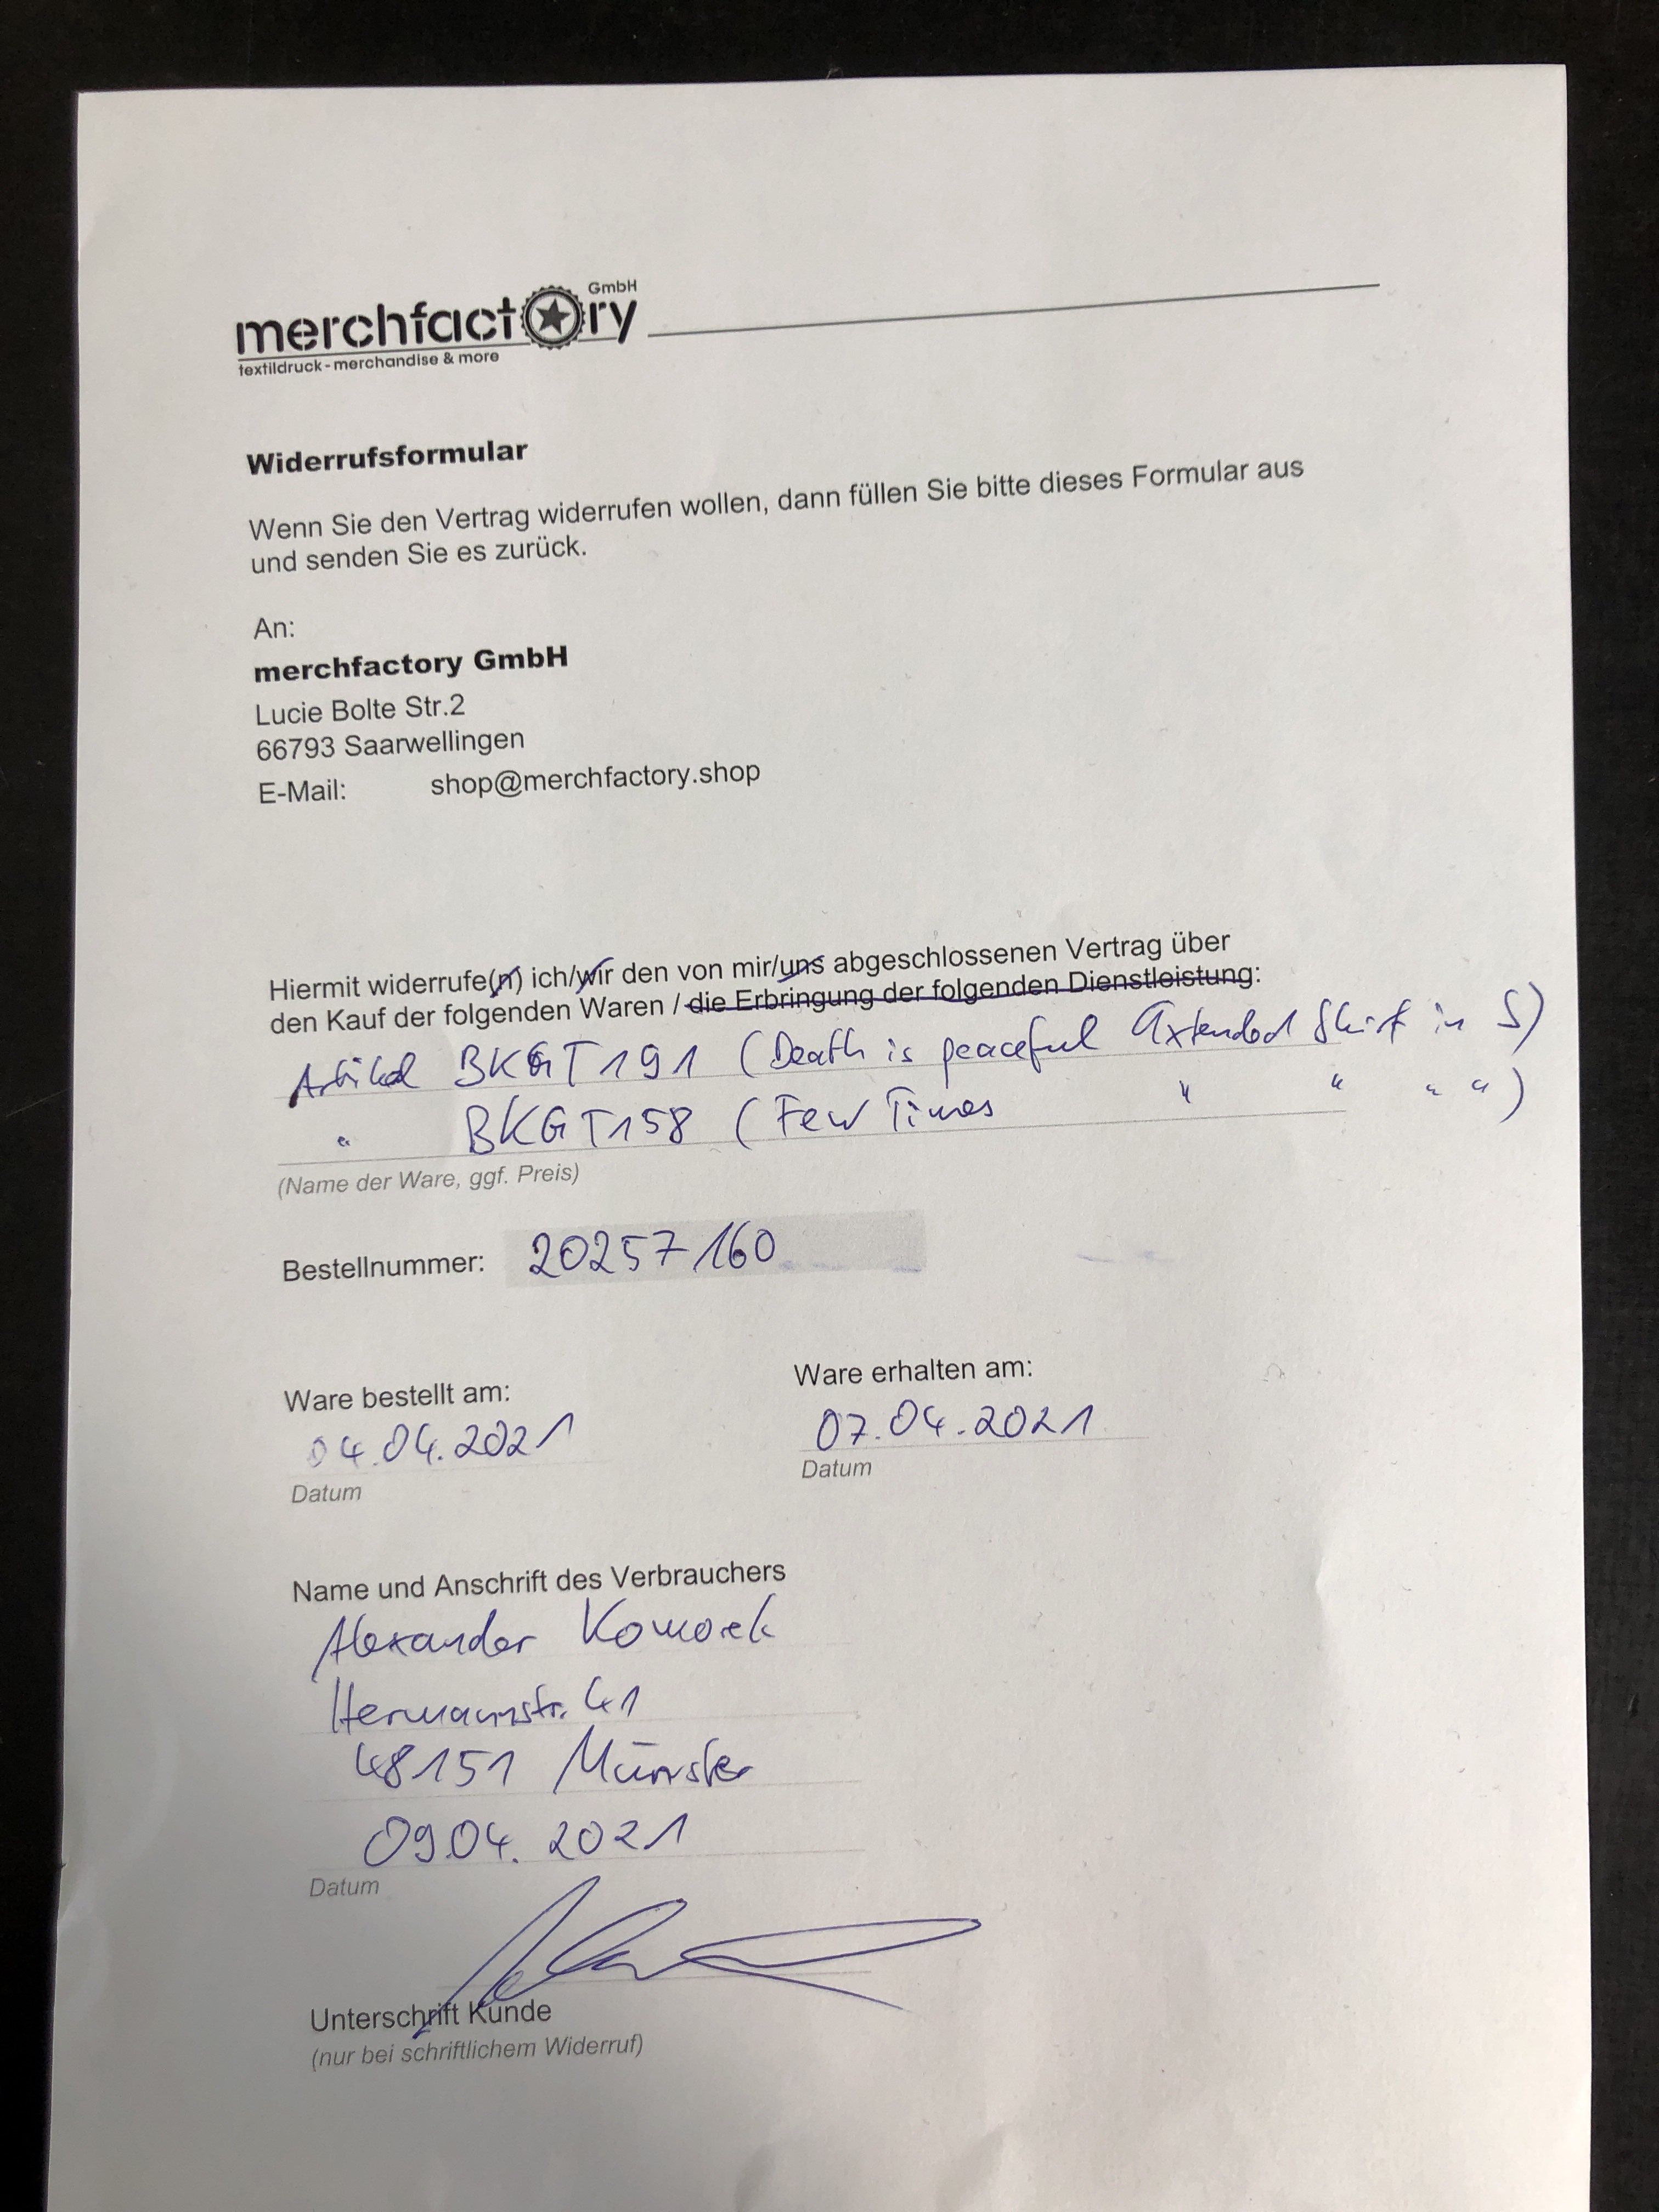 merchfactory GmbH
textildruck - merchandise & more
Widerrufsformular
Wenn Sie den Vertrag widerrufen wollen, dann füllen Sie bitte dieses Formular aus
und senden Sie es zurück.
An:
merchfactory GmbH
Lucie Bolte Str.2
66793 Saarwellingen
E-Mail: shop@merchfactory.shop
Hiermit widerrufe(n) ich/wir den von mir/uns abgeschlossenen Vertrag über
den Kauf der folgenden Waren / die Erbringung der folgenden Dienstleistung:
Artikel BKGT191 (Death is peaceful Extended Shirt in S)
" BKGT158 (Few Times " " " ")
(Name der Ware, ggf. Preis)
Bestellnummer: 20257160
Ware bestellt am:
Ware erhalten am:
04.04.2021
07.04.2021
Datum
Datum
Name und Anschrift des Verbrauchers
Alexander Komorek
Hermannstr. 41
48151 Münster
09.04.2021
Datum
Unterschrift Kunde
(nur bei schriftlichem Widerruf)